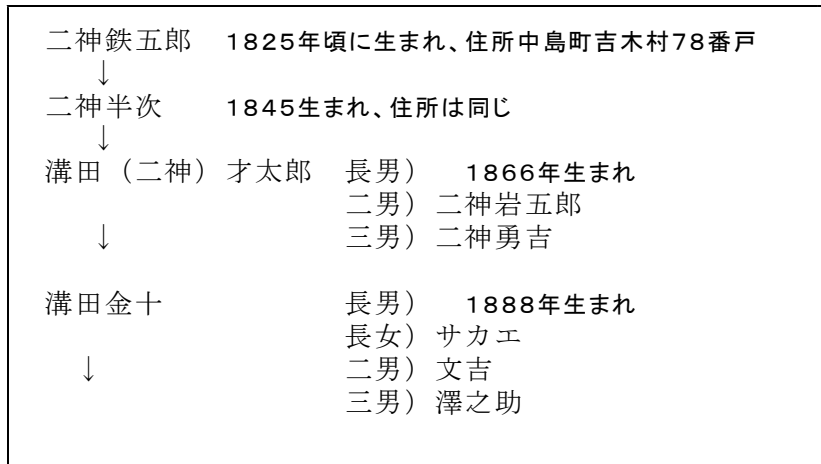 二神鉄五郎　1825年頃に生まれ、住所中島町吉木村78番戸
↓
二神半次　1845生まれ、住所は同じ
↓
溝田（二神）才太郎　長男）　1866年生まれ
二男）二神岩五郎
↓　三男）二神勇吉
溝田金十　長男）　1888年生まれ
長女）サカエ
↓　二男）文吉
三男）澤之助